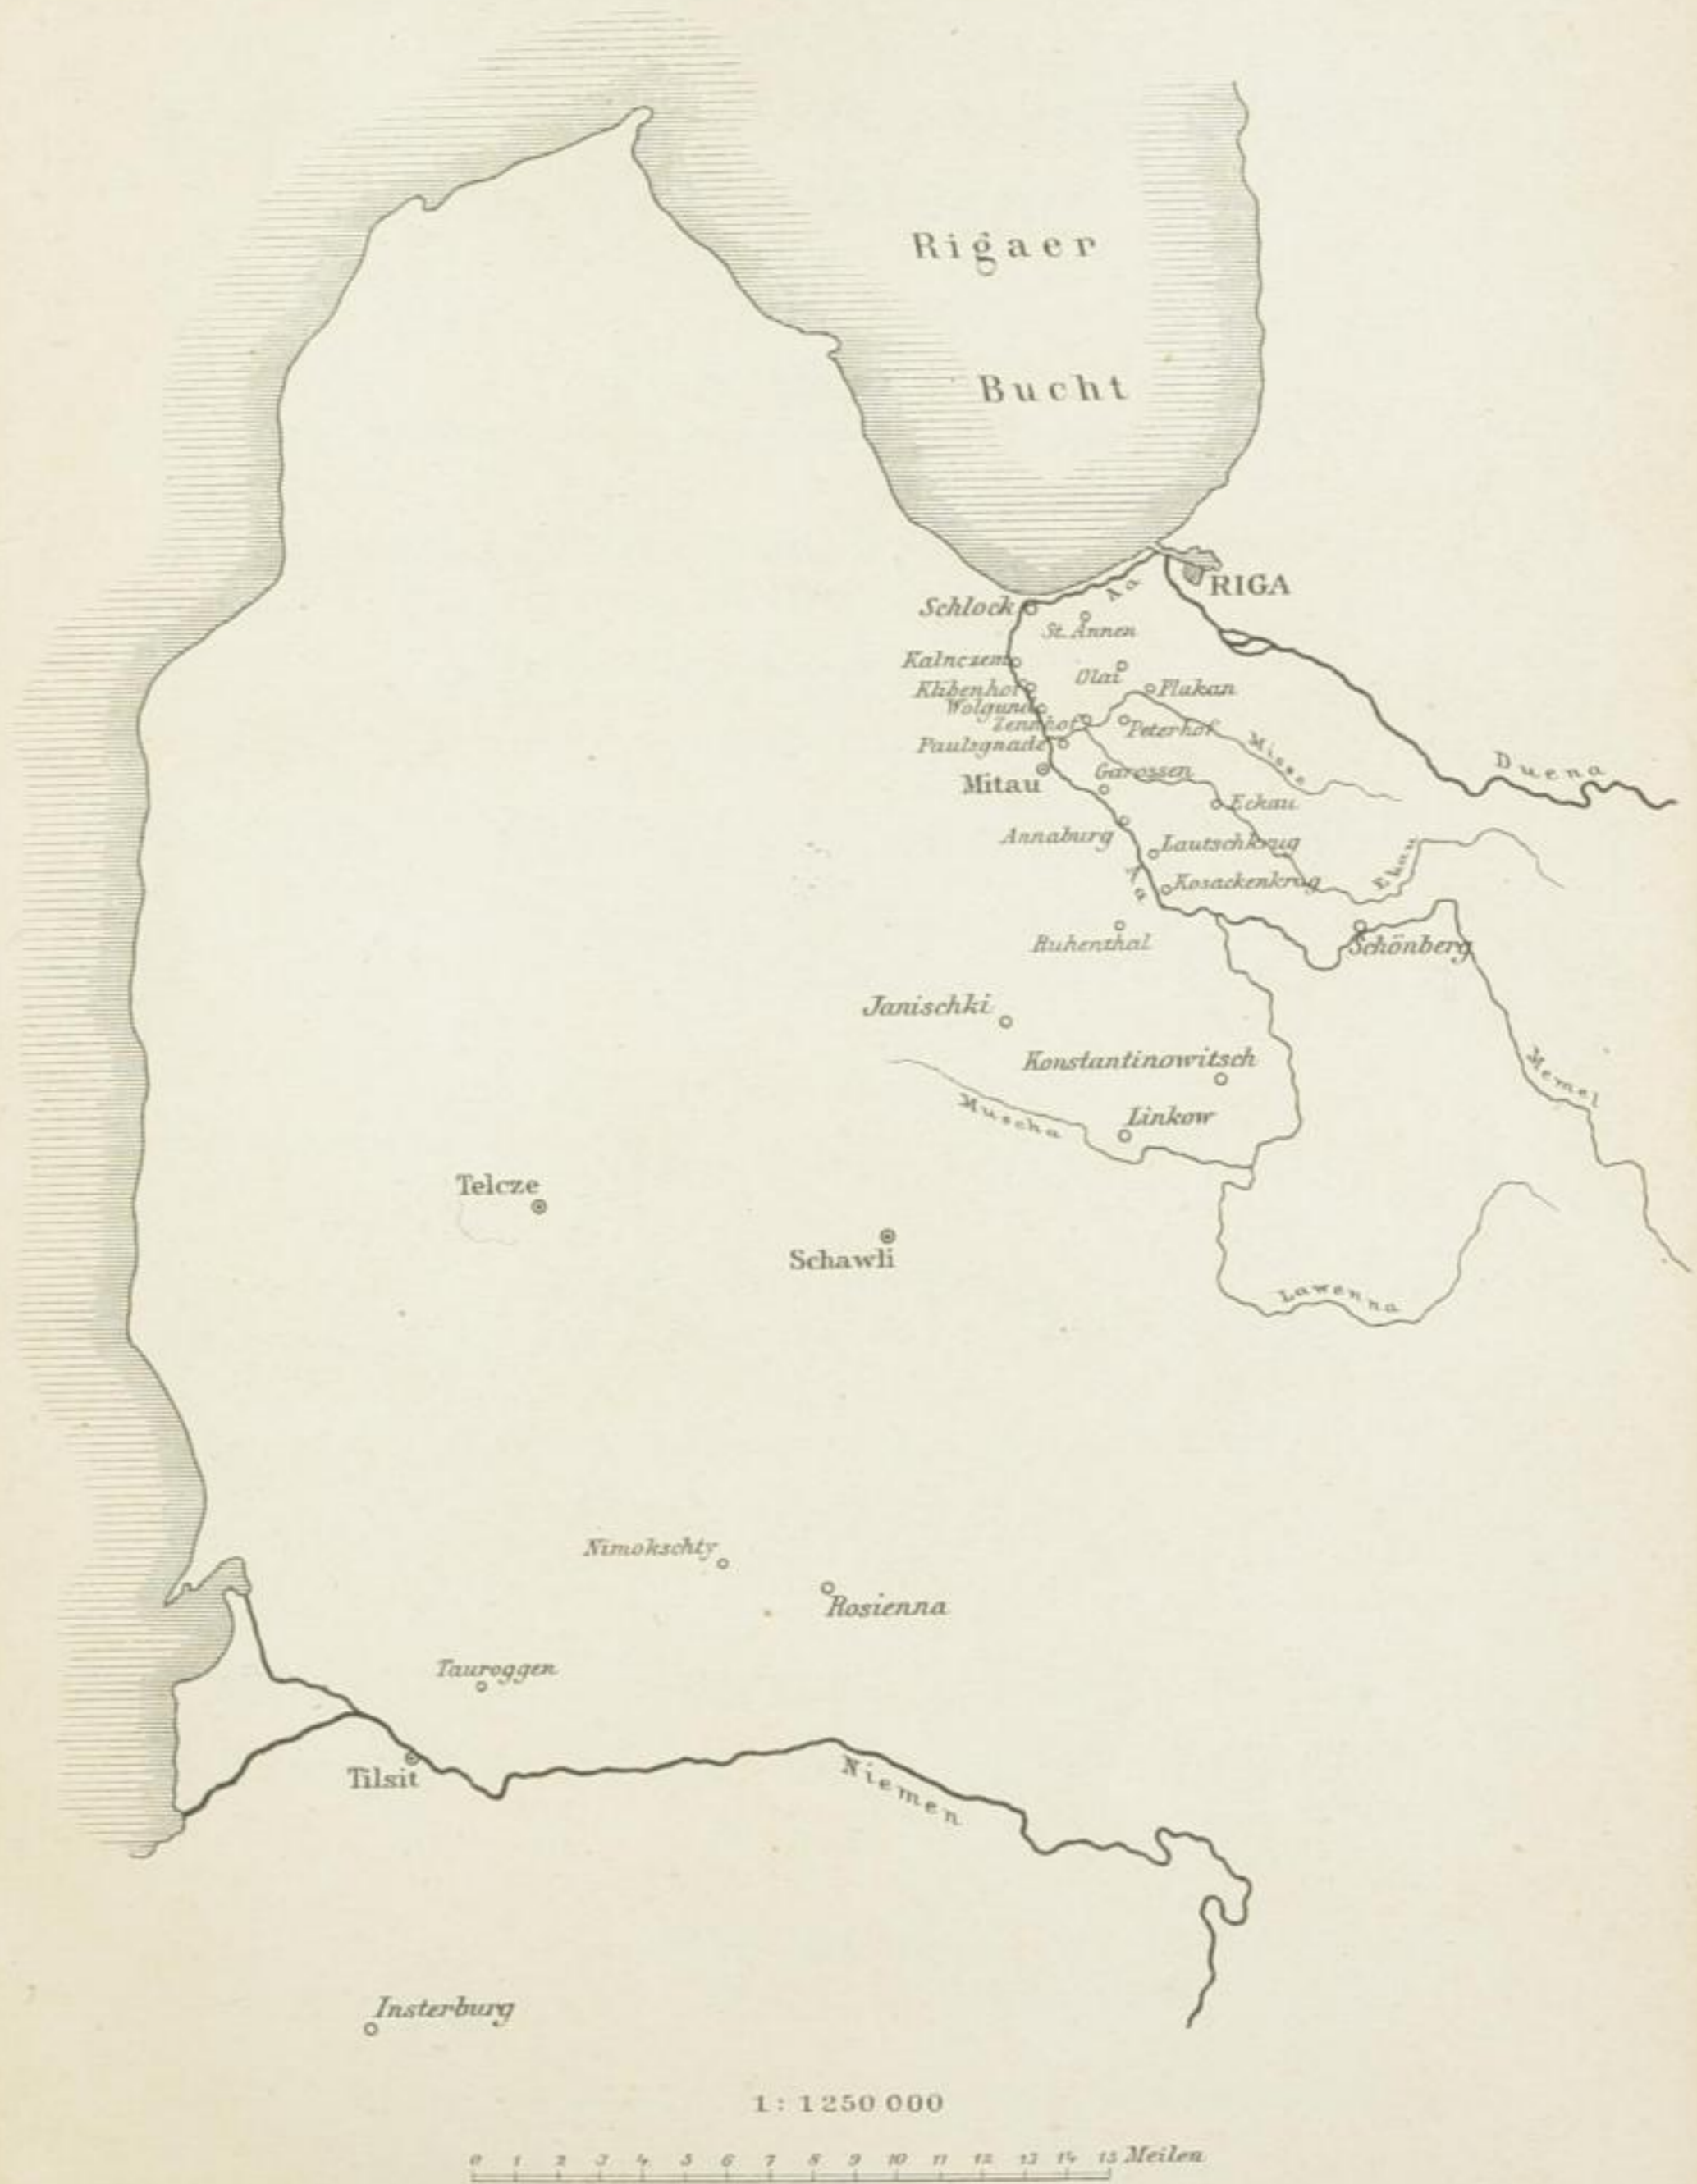 Rigaer
Bucht
RIGA
Aa
Schlock
St. Annen
Kalnczem
Olai
Klibenhof
Flakan
Wolgund
Zennhof
Peterhof
Paulsgnade
Misse
Duena
Mitau
Garossen
Eckau
Annaburg
Lautschkrug
Ekau
Aa
Kosackenkrug
Ruhenthal
Schönberg
Janischki
Konstantinowitsch
Memel
Muscha
Linkow
Telcze
Schawli
Lawenna
Nimokschty
Rosienna
Tauroggen
Tilsit
Niemen
Insterburg
1: 1250 000
0 1 2 3 4 5 6 7 8 9 10 11 12 13 14 15 Meilen